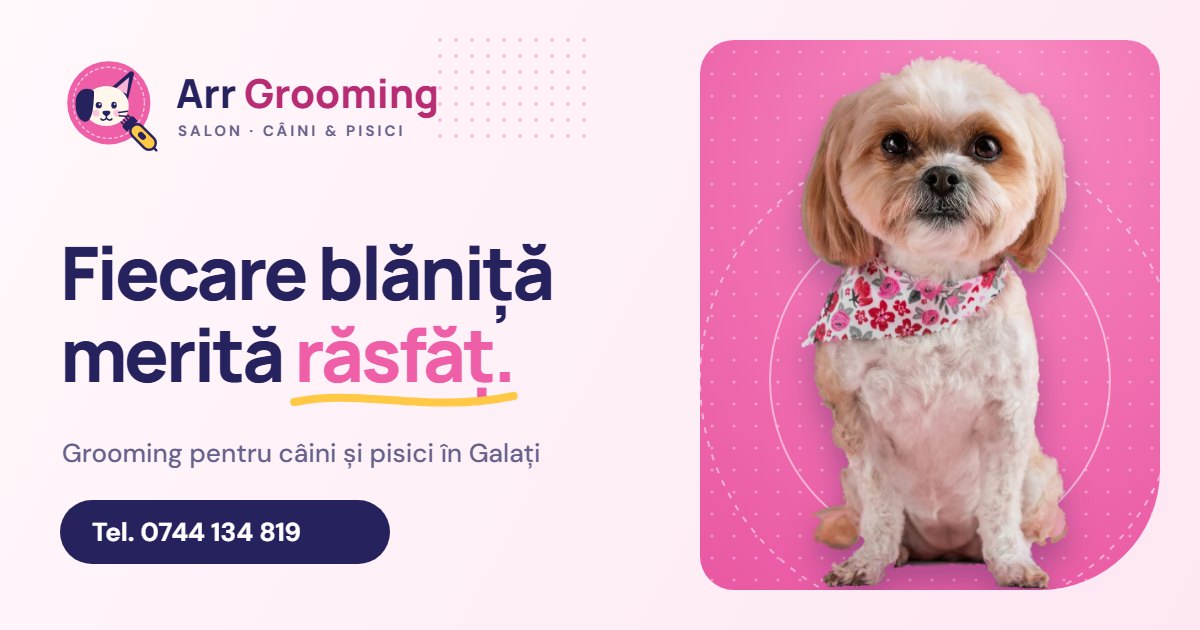 Arr Grooming
SALON · CÂINI & PISICI
Fiecare blăniță
merită răsfăț.
Grooming pentru câini și pisici în Galați
Tel. 0744 134 819